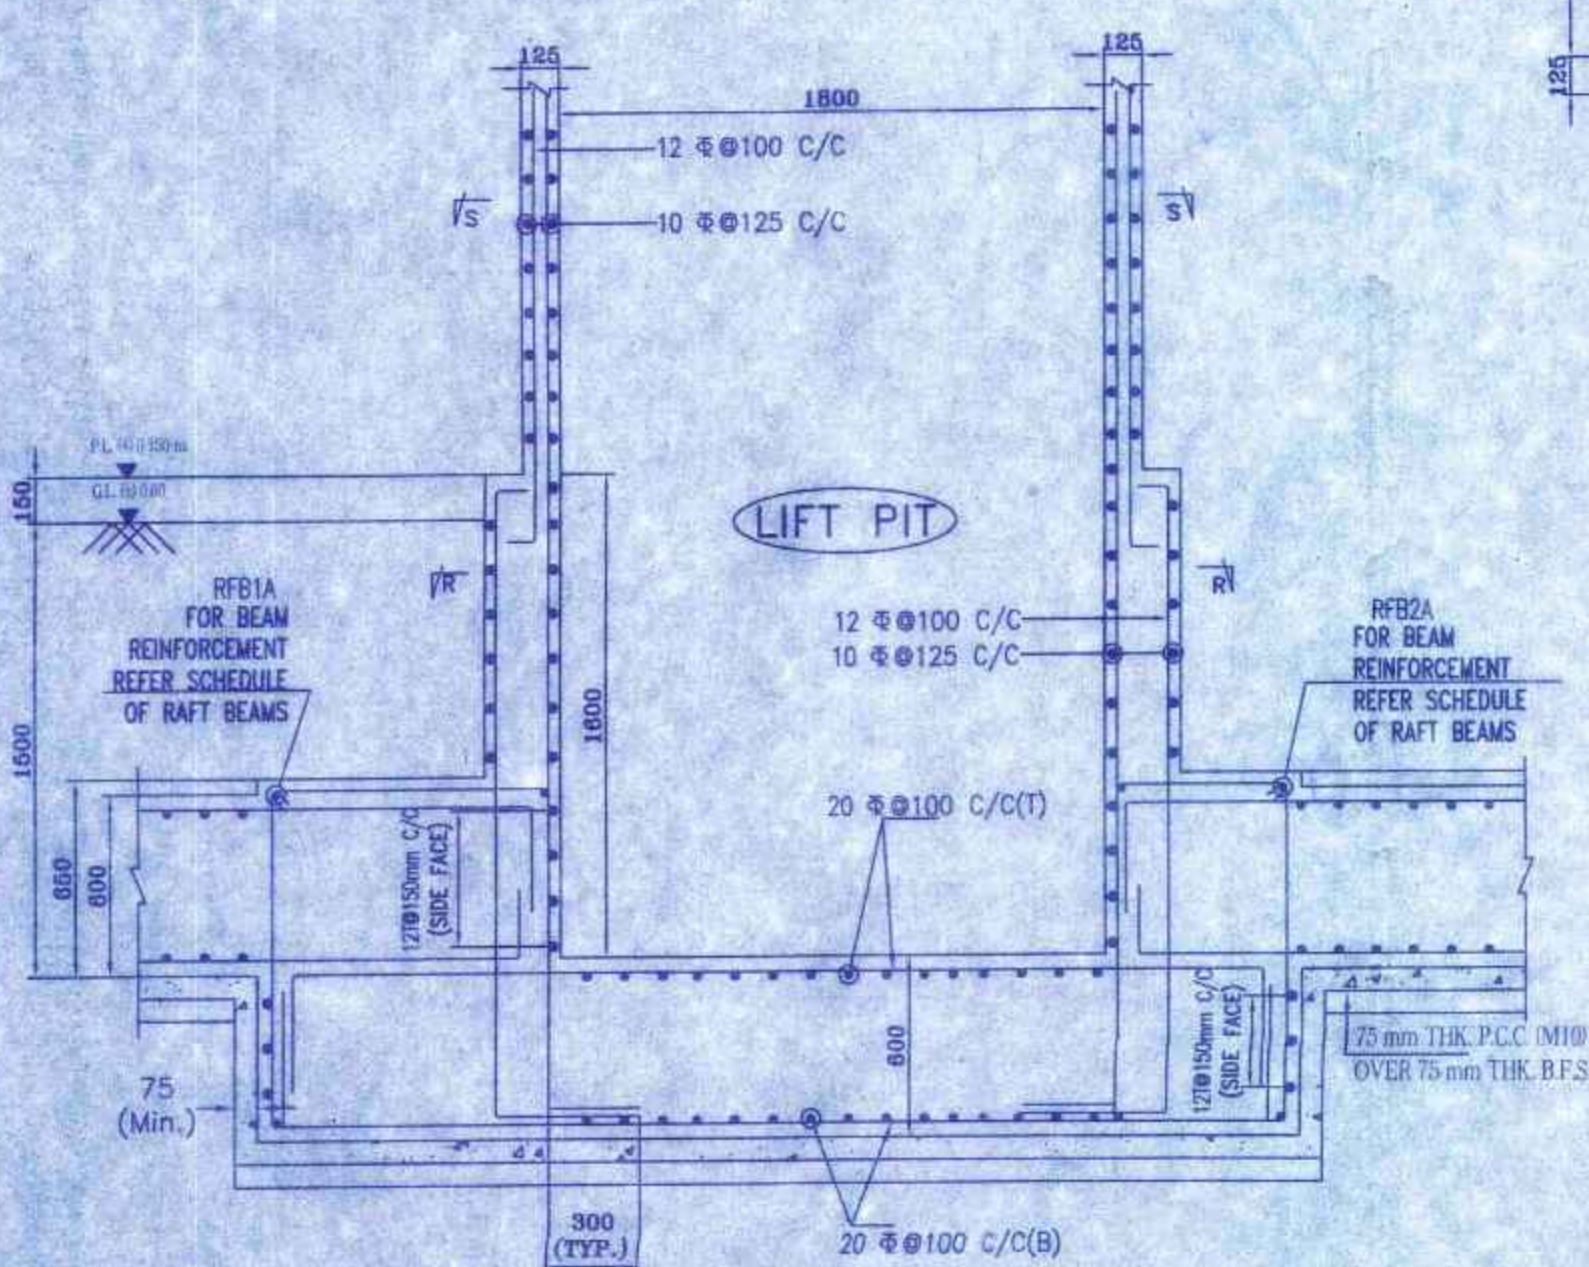 125
125
125
1800
12 Φ@100 C/C
S
S
10 Φ@125 C/C
150
LIFT PIT
R
R
RFB1A
FOR BEAM
REINFORCEMENT
REFER SCHEDULE
OF RAFT BEAMS
12 Φ@100 C/C
10 Φ@125 C/C
RFB2A
FOR BEAM
REINFORCEMENT
REFER SCHEDULE
OF RAFT BEAMS
1500
1600
20 Φ@100 C/C(T)
650
600
12T@150mm C/C
(SIDE FACE)
600
12T@150mm C/C
(SIDE FACE)
75 mm THK. P.C.C (M10)
OVER 75 mm THK. B.F.S
75
(Min.)
300
(TYP.)
20 Φ@100 C/C(B)